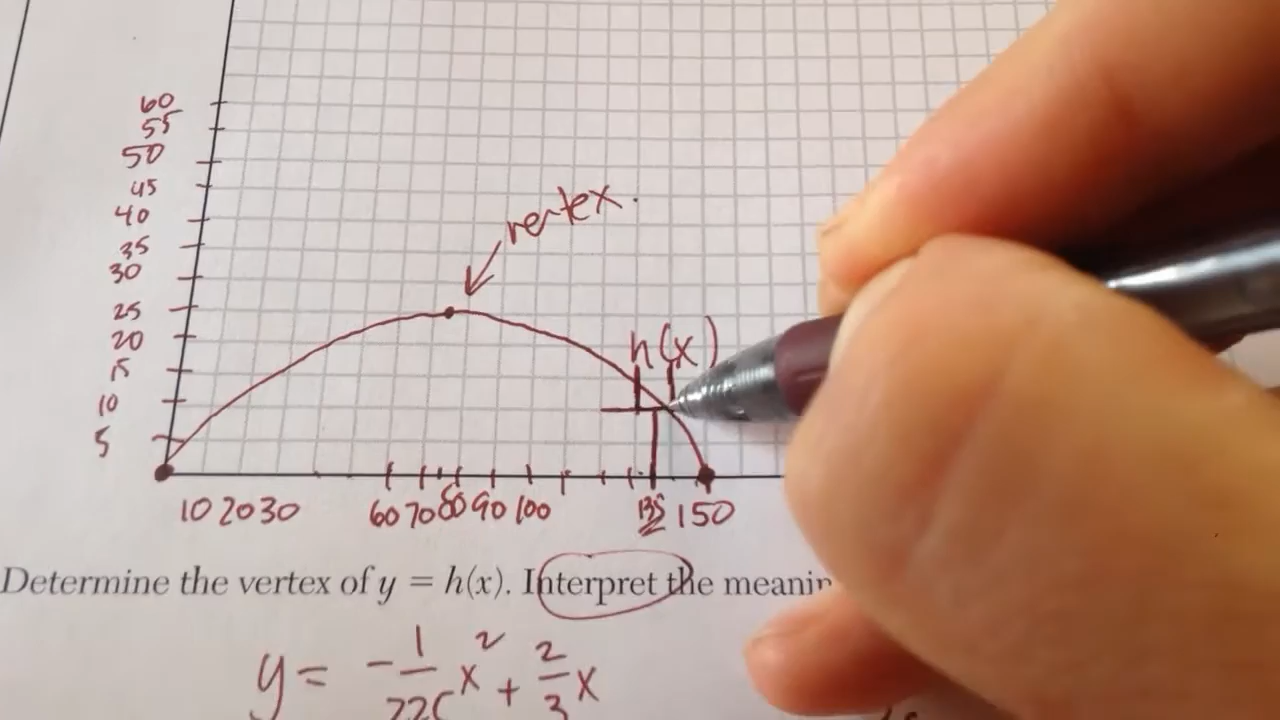 60
55
50
45
40
35
30
25
20
15
10
5
vertex.
h(x)
10 20 30 60 70 80 90 100 135 150
Determine the vertex of y = h(x). Interpret the
y = - 1/225 x² + 2/3 x